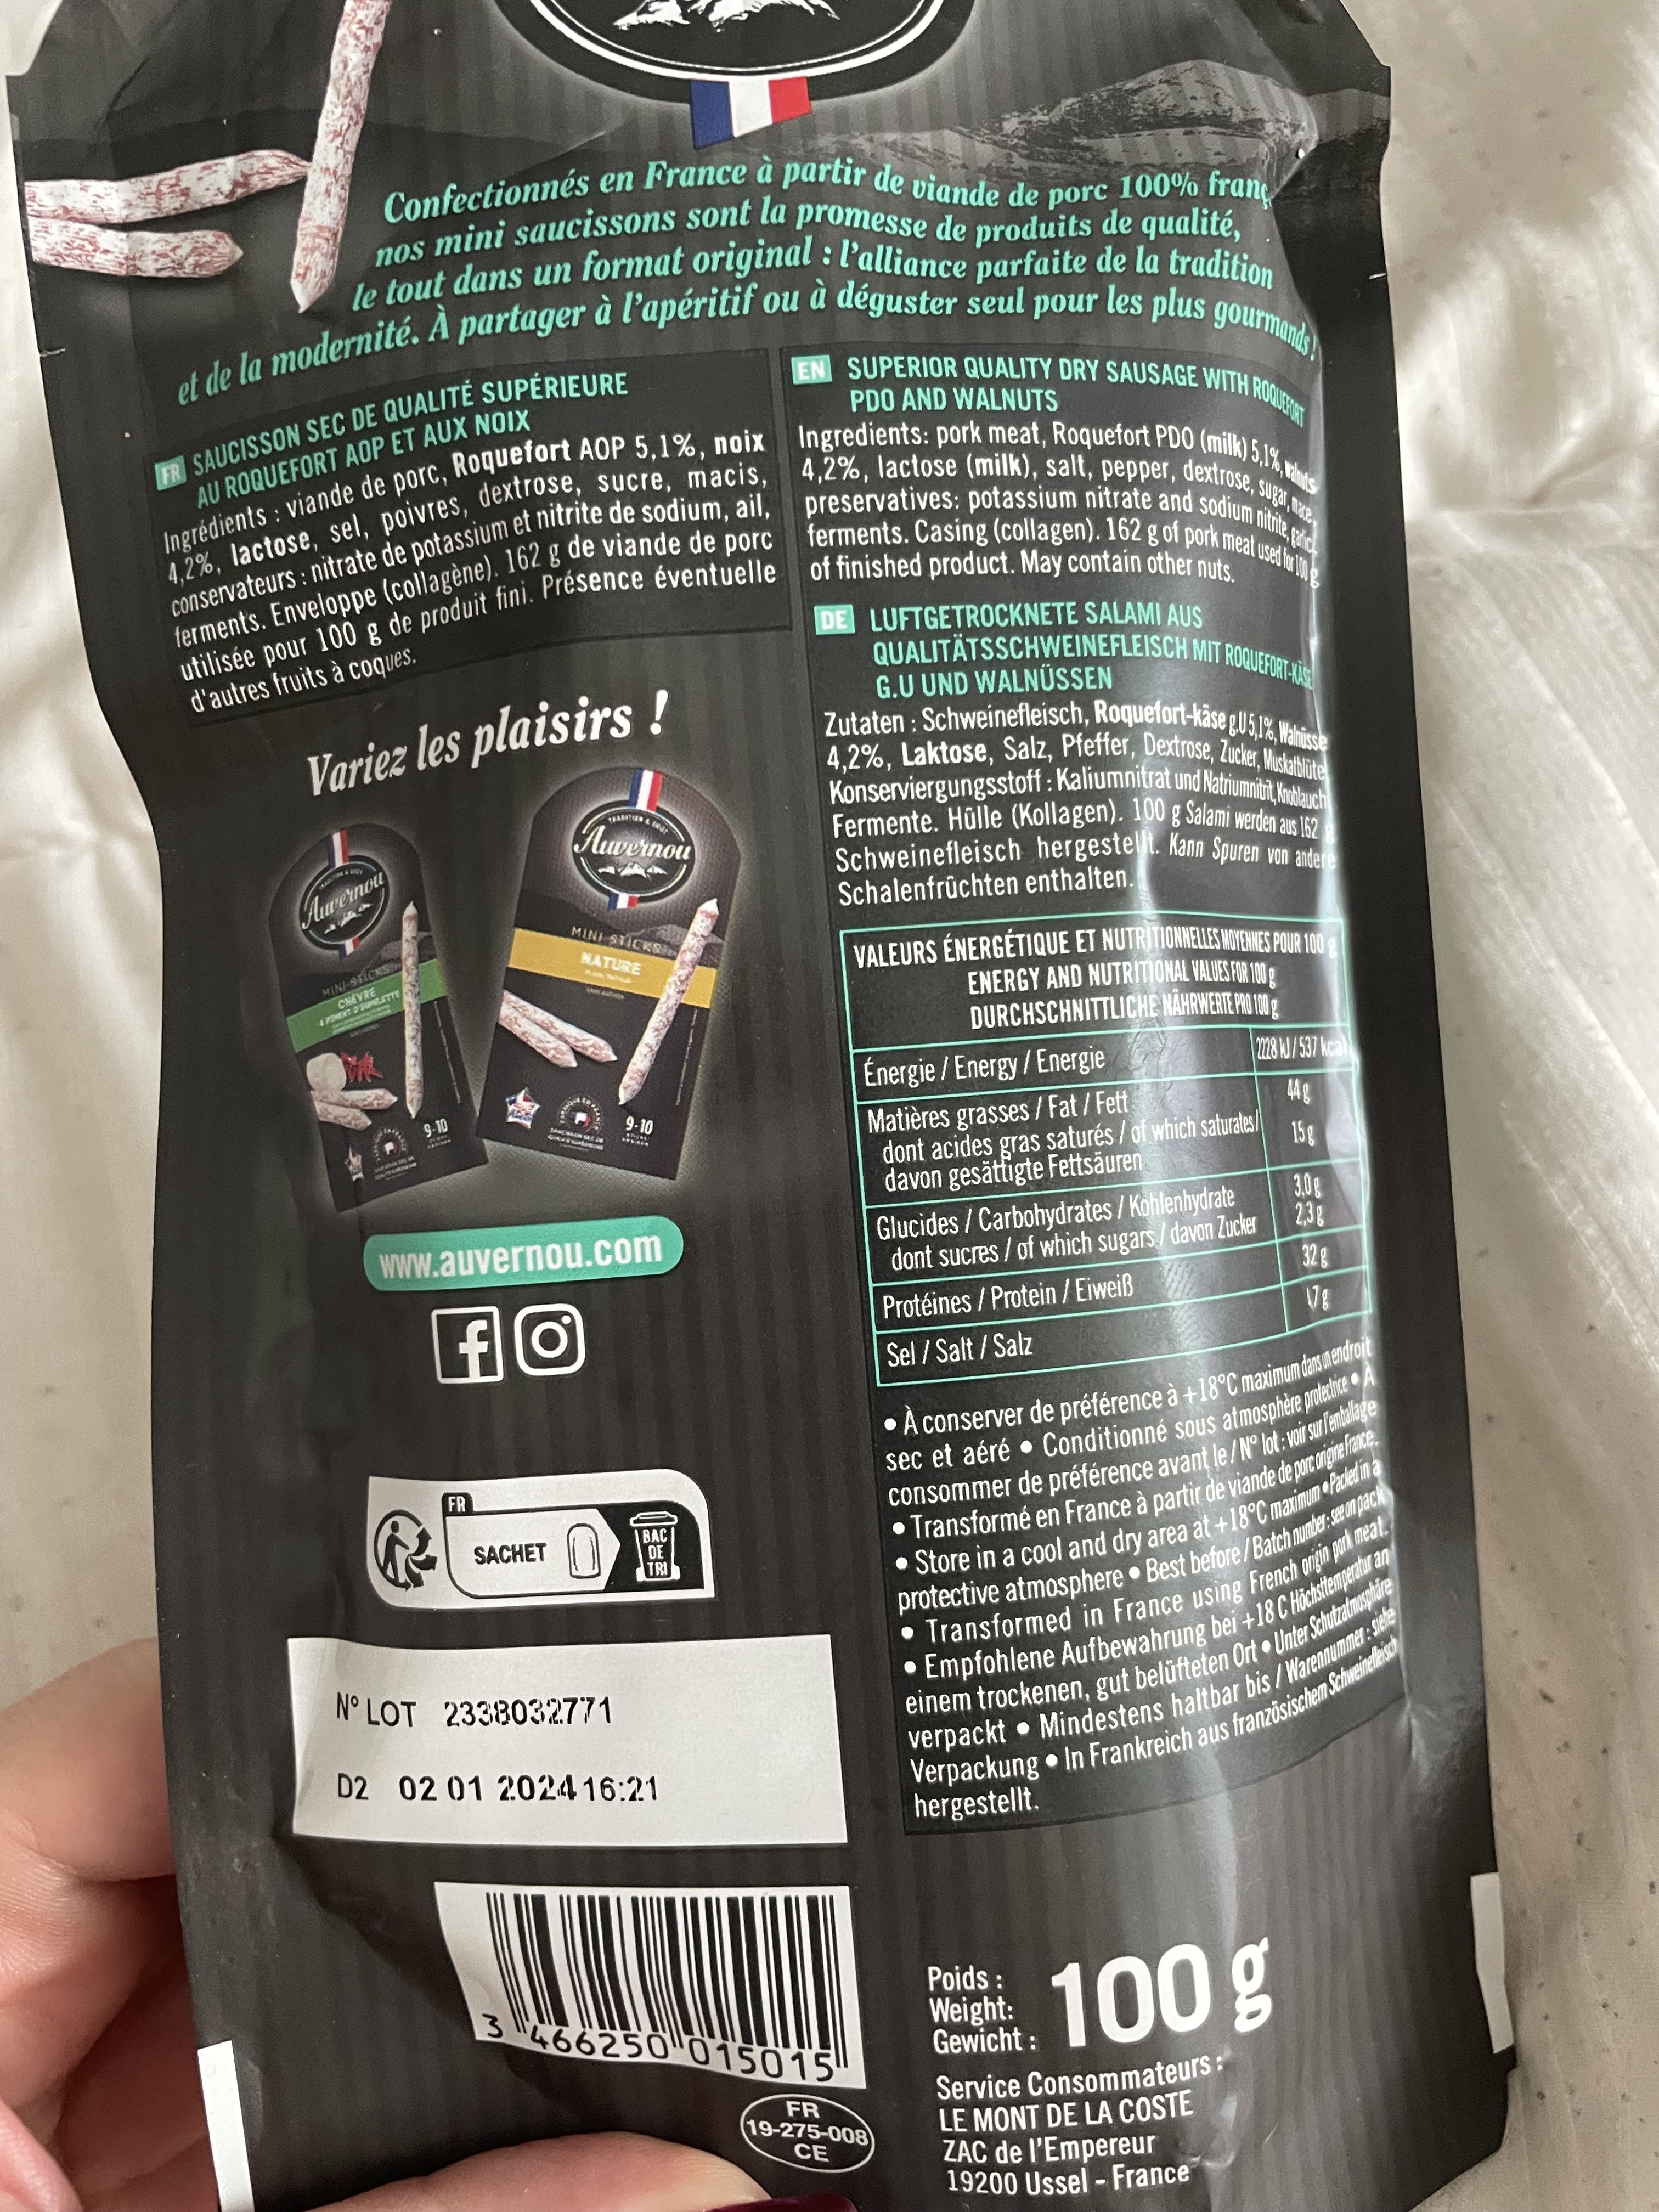 Confectionnés en France à partir de viande de porc 100% franç
nos mini saucissons sont la promesse de produits de qualité,
le tout dans un format original : l'alliance parfaite de la tradition
et de la modernité. À partager à l'apéritif ou à déguster seul pour les plus gourmands !
FR SAUCISSON SEC DE QUALITÉ SUPÉRIEURE
AU ROQUEFORT AOP ET AUX NOIX
Ingrédients : viande de porc, Roquefort AOP 5,1%, noix
4,2%, lactose, sel, poivres, dextrose, sucre, macis,
conservateurs : nitrate de potassium et nitrite de sodium, ail,
ferments. Enveloppe (collagène). 162 g de viande de porc
utilisée pour 100 g de produit fini. Présence éventuelle
d'autres fruits à coques.
EN SUPERIOR QUALITY DRY SAUSAGE WITH ROQUEFORT
PDO AND WALNUTS
Ingredients: pork meat, Roquefort PDO (milk) 5,1%, walnuts
4,2%, lactose (milk), salt, pepper, dextrose, sugar, mace,
preservatives: potassium nitrate and sodium nitrite, garlic,
ferments. Casing (collagen). 162 g of pork meat used for 100 g
of finished product. May contain other nuts.
DE LUFTGETROCKNETE SALAMI AUS
QUALITÄTSSCHWEINEFLEISCH MIT ROQUEFORT-KÄSE
G.U UND WALNÜSSEN
Zutaten : Schweinefleisch, Roquefort-käse g.U 5,1%, Walnüsse
4,2%, Laktose, Salz, Pfeffer, Dextrose, Zucker, Muskatblüte
Konserviergungsstoff : Kaliumnitrat und Natriumnitrit, Knoblauch
Fermente. Hülle (Kollagen). 100 g Salami werden aus 162 g
Schweinefleisch hergestellt. Kann Spuren von andere
Schalenfrüchten enthalten.
Variez les plaisirs !
Auvernou
MINI-STICKS
CHÈVRE
& PIMENT D'ESPELETTE
9-10
TRADITION & GOÛT
Auvernou
MINI-STICKS
NATURE
9-10
www.auvernou.com
VALEURS ÉNERGÉTIQUE ET NUTRITIONNELLES MOYENNES POUR 100 g
ENERGY AND NUTRITIONAL VALUES FOR 100 g
DURCHSCHNITTLICHE NÄHRWERTE PRO 100 g
Énergie / Energy / Energie 2228 kJ / 537 kcal
Matières grasses / Fat / Fett 44 g
dont acides gras saturés / of which saturates/ 15 g
davon gesättigte Fettsäuren
Glucides / Carbohydrates / Kohlenhydrate 3,0 g
dont sucres / of which sugars / davon Zucker 2,3 g
Protéines / Protein / Eiweiß 32 g
Sel / Salt / Salz
• À conserver de préférence à +18°C maximum dans un endroit
sec et aéré • Conditionné sous atmosphère protectrice • À
consommer de préférence avant le / N° lot : voir sur l'emballage
• Transformé en France à partir de viande de porc origine France.
• Store in a cool and dry area at +18°C maximum • Packed in a
protective atmosphere • Best before / Batch number : see on pack
• Transformed in France using French origin pork meat.
• Empfohlene Aufbewahrung bei +18 C Höchsttemperatur an
einem trockenen, gut belüfteten Ort • Unter Schutzatmosphäre
verpackt • Mindestens haltbar bis / Warennummer : siehe
Verpackung • In Frankreich aus französischem Schweinefleisch
hergestellt.
FR
SACHET
BAC
DE
TRI
N° LOT 2338032771
D2 02 01 2024 16:21
3 466250 015015
FR
19-275-008
CE
Poids :
Weight:
Gewicht :
100 g
Service Consommateurs :
LE MONT DE LA COSTE
ZAC de l'Empereur
19200 Ussel - France